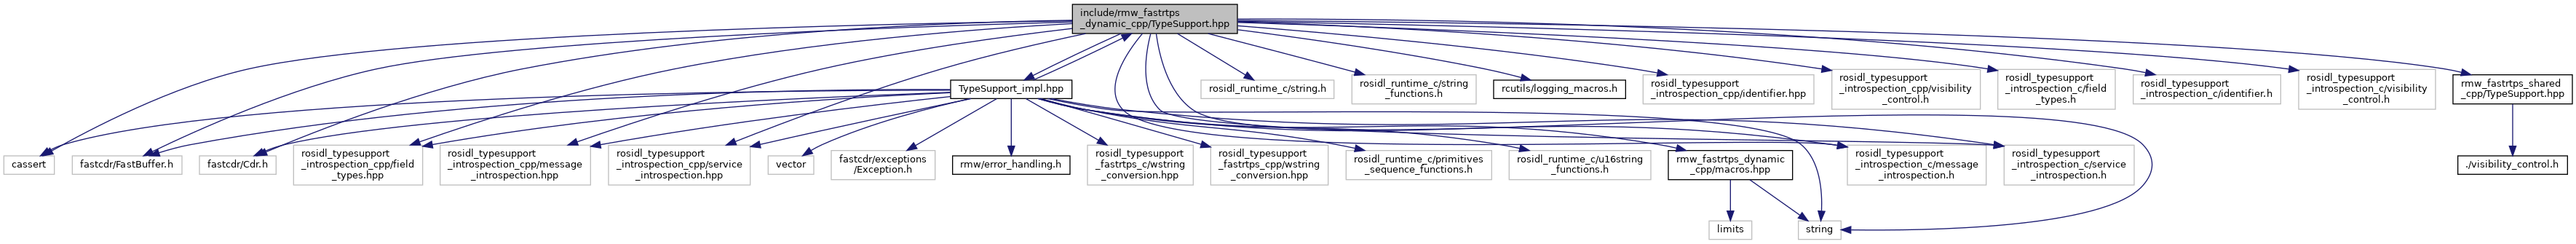 include/rmw_fastrtps
_dynamic_cpp/TypeSupport.hpp
TypeSupport_impl.hpp
rosidl_runtime_c/string.h
rosidl_runtime_c/string
_functions.h
rcutils/logging_macros.h
rosidl_typesupport
_introspection_cpp/identifier.hpp
rosidl_typesupport
_introspection_cpp/visibility
_control.h
rosidl_typesupport
_introspection_c/field
_types.h
rosidl_typesupport
_introspection_c/identifier.h
rosidl_typesupport
_introspection_c/visibility
_control.h
rmw_fastrtps_shared
_cpp/TypeSupport.hpp
cassert
fastcdr/FastBuffer.h
fastcdr/Cdr.h
rosidl_typesupport
_introspection_cpp/field
_types.hpp
rosidl_typesupport
_introspection_cpp/message
_introspection.hpp
rosidl_typesupport
_introspection_cpp/service
_introspection.hpp
vector
fastcdr/exceptions
/Exception.h
rmw/error_handling.h
rosidl_typesupport
_fastrtps_c/wstring
_conversion.hpp
rosidl_typesupport
_fastrtps_cpp/wstring
_conversion.hpp
rosidl_runtime_c/primitives
_sequence_functions.h
rosidl_runtime_c/u16string
_functions.h
rmw_fastrtps_dynamic
_cpp/macros.hpp
rosidl_typesupport
_introspection_c/message
_introspection.h
rosidl_typesupport
_introspection_c/service
_introspection.h
./visibility_control.h
limits
string